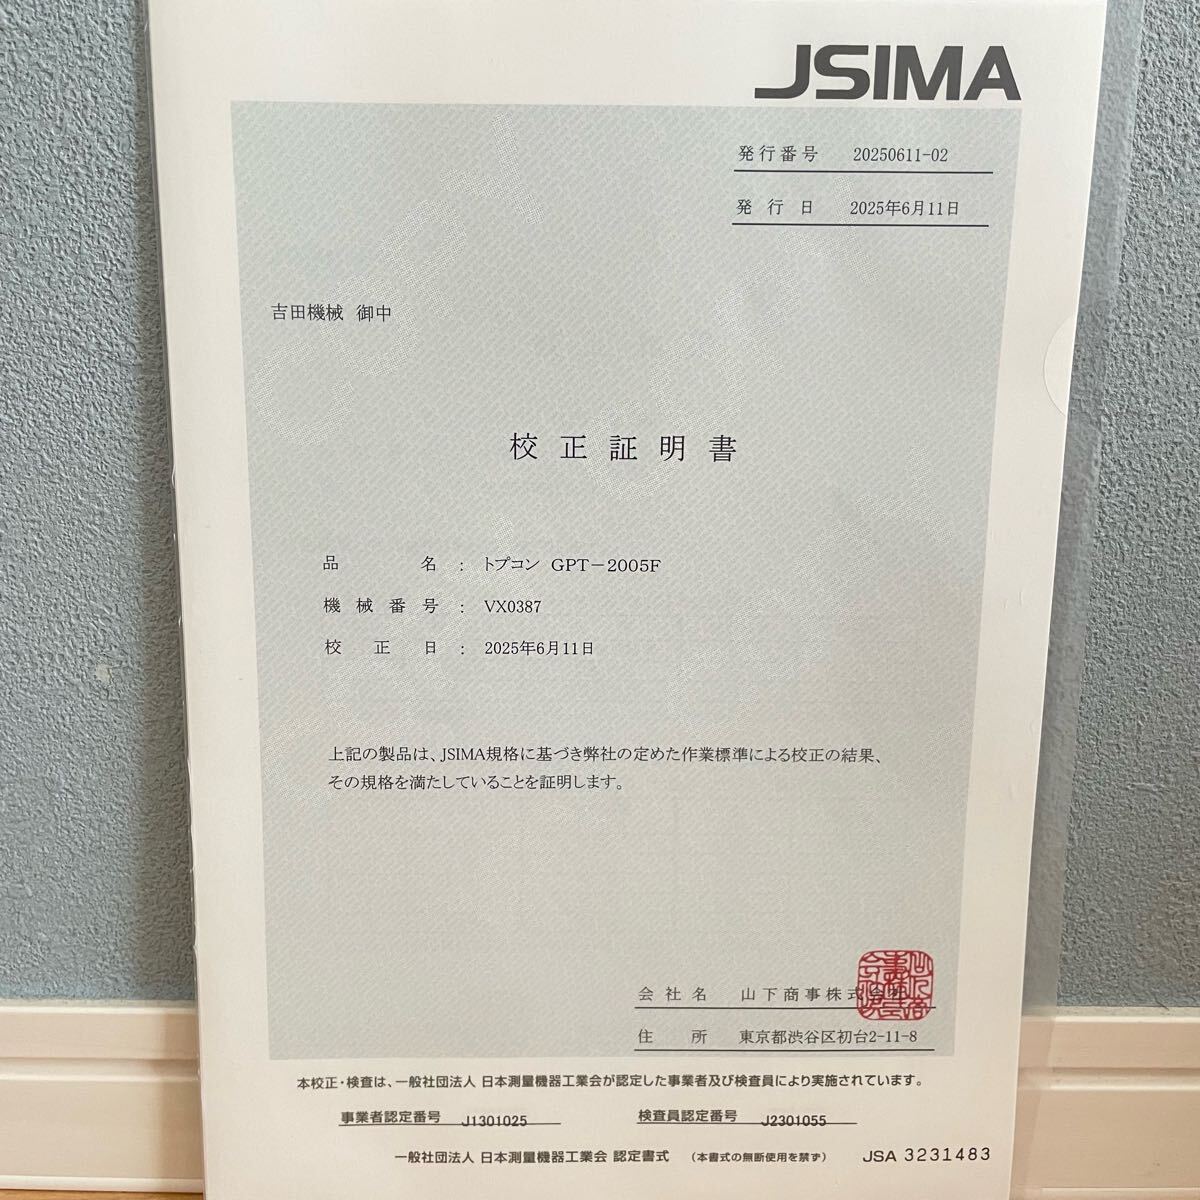 JSIMA
発行番号 20250611-02
発行日 2025年6月11日
吉田機械 御中
校正証明書
品名 : トプコン GPT-2005F
機械番号 : VX0387
校正日 : 2025年6月11日
上記の製品は、JSIMA規格に基づき弊社の定めた作業標準による校正の結果、
その規格を満たしていることを証明します。
会社名 山下商事株式会社
住所 東京都渋谷区初台2-11-8
本校正・検査は、一般社団法人 日本測量機器工業会が認定した事業者及び検査員により実施されています。
事業者認定番号 J1301025 検査員認定番号 J2301055
一般社団法人 日本測量機器工業会 認定書式 (本書式の無断使用を禁ず) JSA 3231483